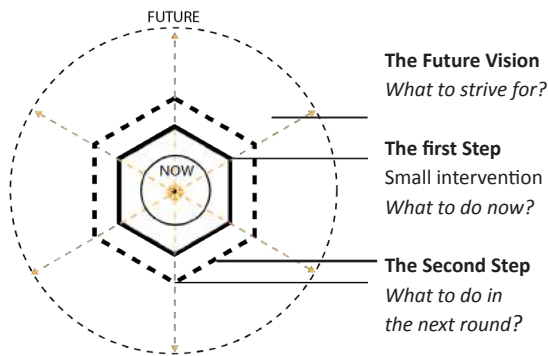 FUTURE
NOW
The Future Vision
What to strive for?
The first Step
Small intervention
What to do now?
The Second Step
What to do in
the next round?